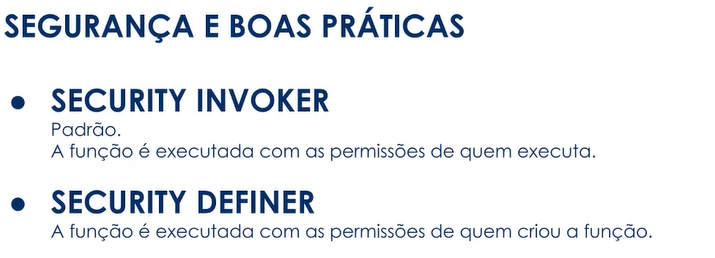 SEGURANÇA E BOAS PRÁTICAS
● SECURITY INVOKER
Padrão.
A função é executada com as permissões de quem executa.
● SECURITY DEFINER
A função é executada com as permissões de quem criou a função.